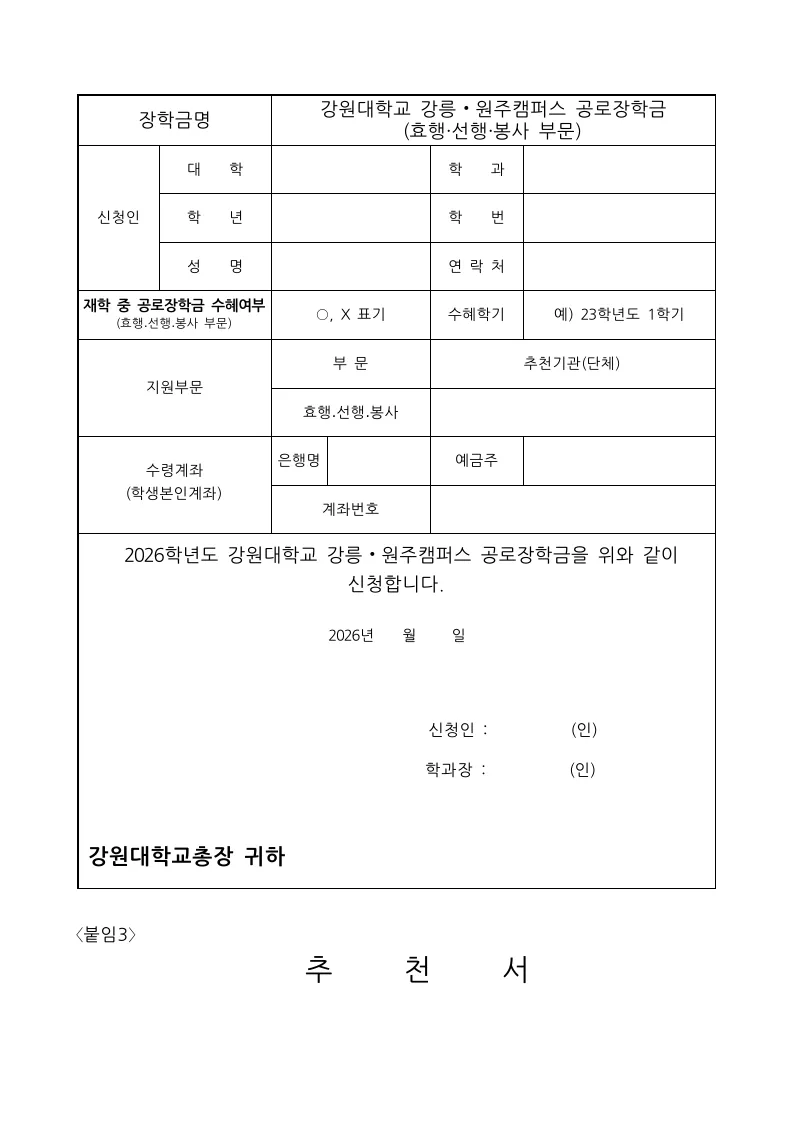 장학금명
강원대학교 강릉•원주캠퍼스 공로장학금
(효행·선행·봉사 부문)
신청인
대 학
학 과
학 년
학 번
성 명
연 락 처
재학 중 공로장학금 수혜여부
(효행.선행.봉사 부문)
○, X 표기
수혜학기
예) 23학년도 1학기
지원부문
부 문
추천기관(단체)
효행.선행.봉사
수령계좌
(학생본인계좌)
은행명
예금주
계좌번호
2026학년도 강원대학교 강릉•원주캠퍼스 공로장학금을 위와 같이
신청합니다.
2026년 월 일
신청인 : (인)
학과장 : (인)
강원대학교총장 귀하
〈붙임3〉
추 천 서